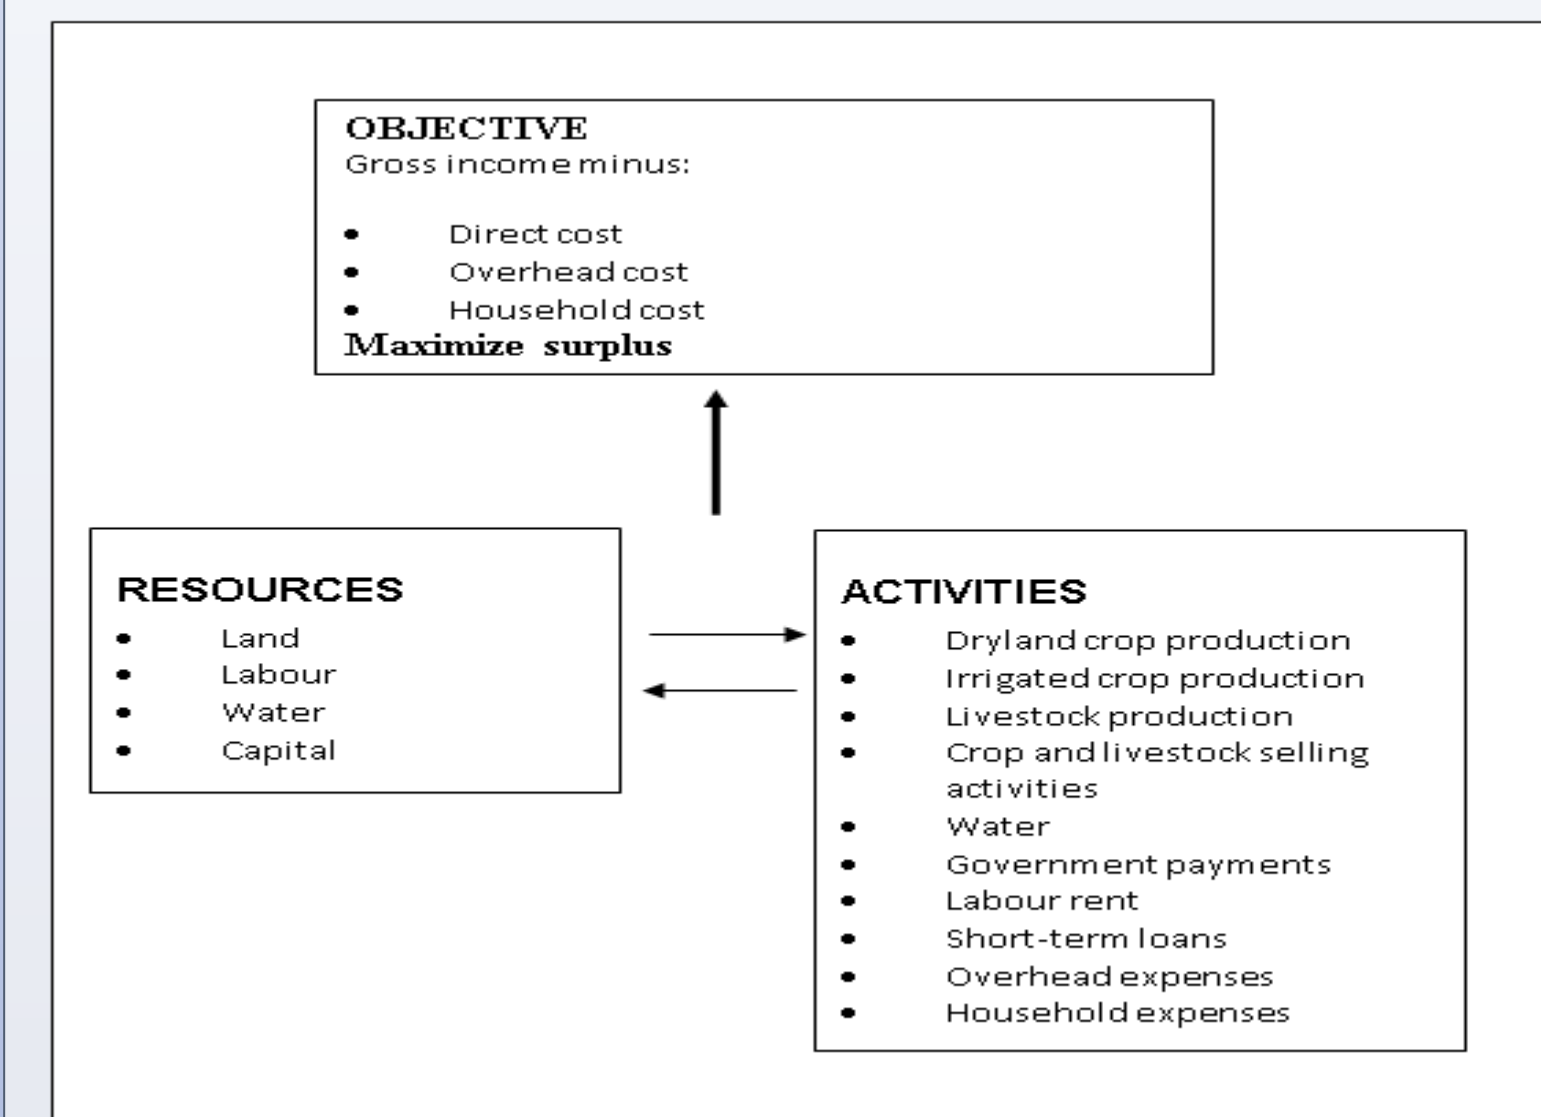 OBJECTIVE
Gross income minus:
• Direct cost
• Overhead cost
• Household cost
Maximize surplus
RESOURCES
• Land
• Labour
• Water
• Capital
ACTIVITIES
• Dryland crop production
• Irrigated crop production
• Livestock production
• Crop and livestock selling
activities
• Water
• Government payments
• Labour rent
• Short-term loans
• Overhead expenses
• Household expenses